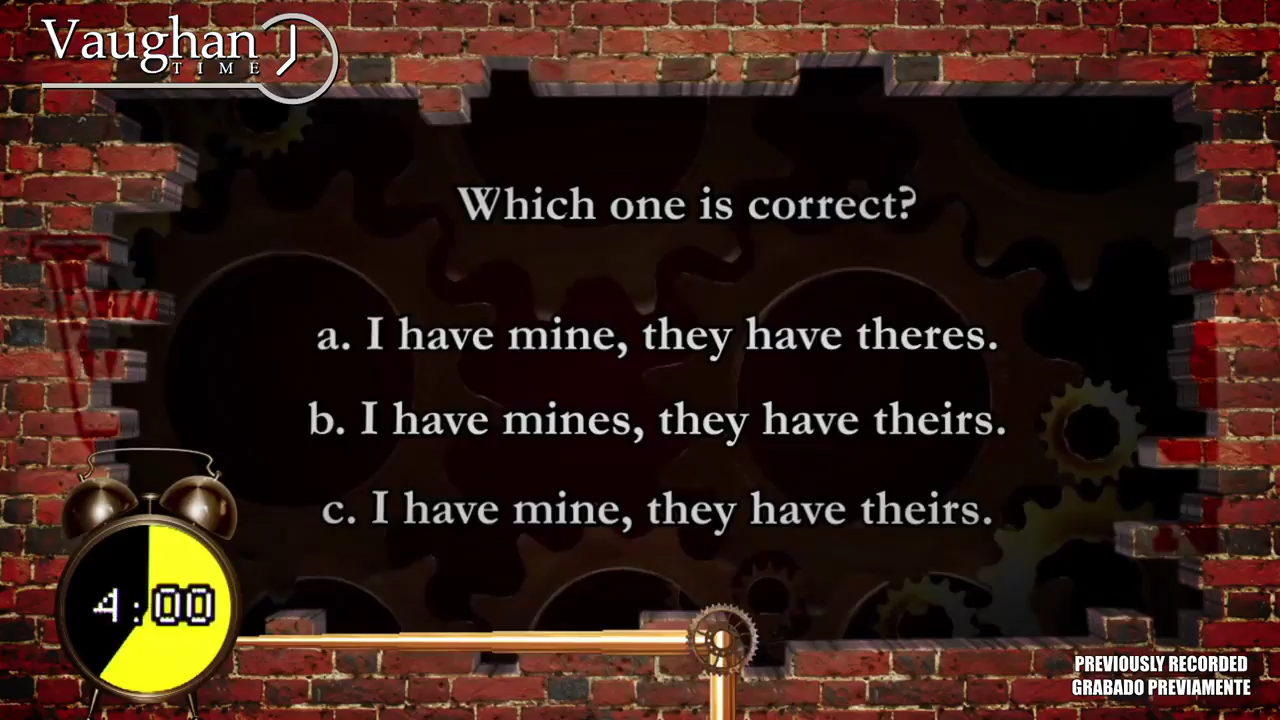 Vaughan
TIME
Which one is correct?
a. I have mine, they have theres.
b. I have mines, they have theirs.
c. I have mine, they have theirs.
4:00
PREVIOUSLY RECORDED
GRABADO PREVIAMENTE